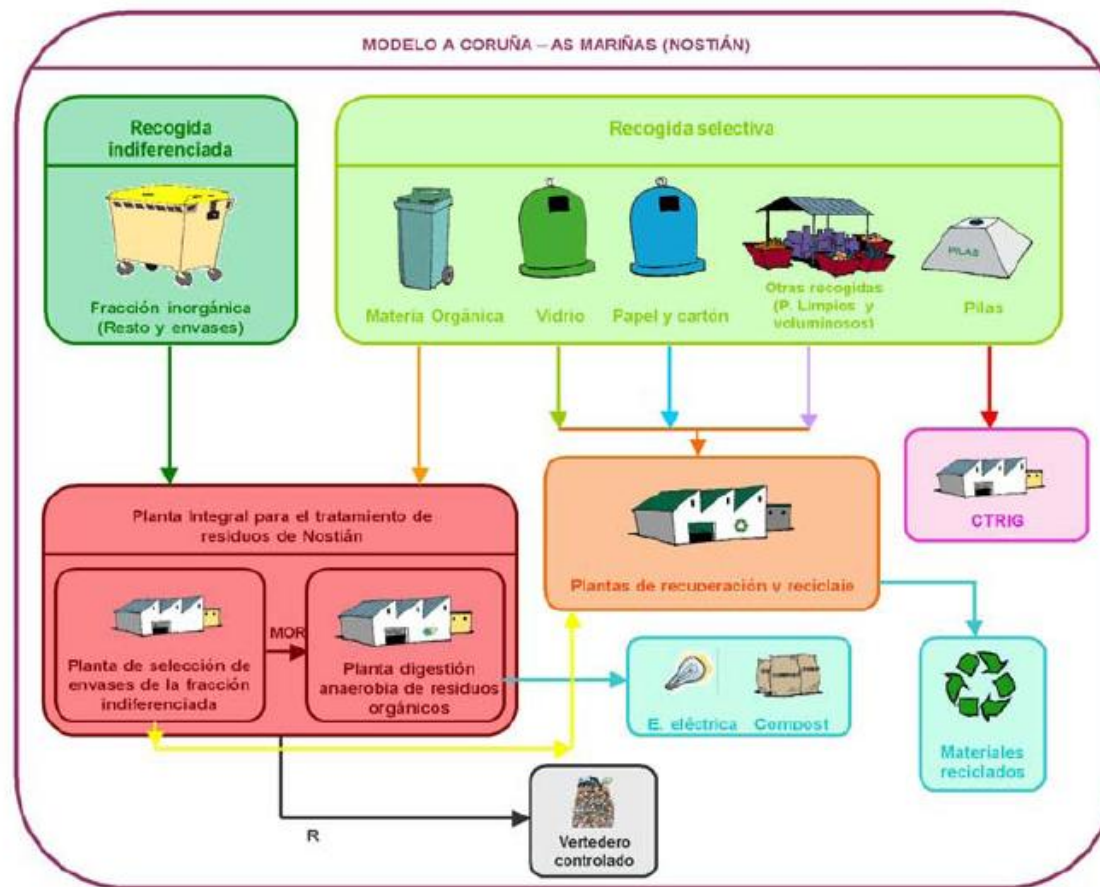 MODELO A CORUÑA – AS MARIÑAS (NOSTIÁN)
Recogida
indiferenciada
Fracción inorgánica
(Resto y envases)
Recogida selectiva
Materia Orgánica
Vidrio
Papel y cartón
Otras recogidas
(P. Limpios y
voluminosos)
PILAS
Pilas
Planta Integral para el tratamiento de
residuos de Nostián
Planta de selección de
envases de la fracción
indiferenciada
MOR
Planta digestión
anaerobia de residuos
orgánicos
Plantas de recuperación y reciclaje
CTRIG
E. eléctrica
Compost
Materiales
reciclados
R
Vertedero
controlado